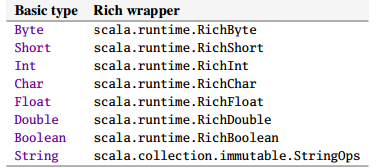 Basic type Rich wrapper
Byte scala.runtime.RichByte
Short scala.runtime.RichShort
Int scala.runtime.RichInt
Char scala.runtime.RichChar
Float scala.runtime.RichFloat
Double scala.runtime.RichDouble
Boolean scala.runtime.RichBoolean
String scala.collection.immutable.StringOps